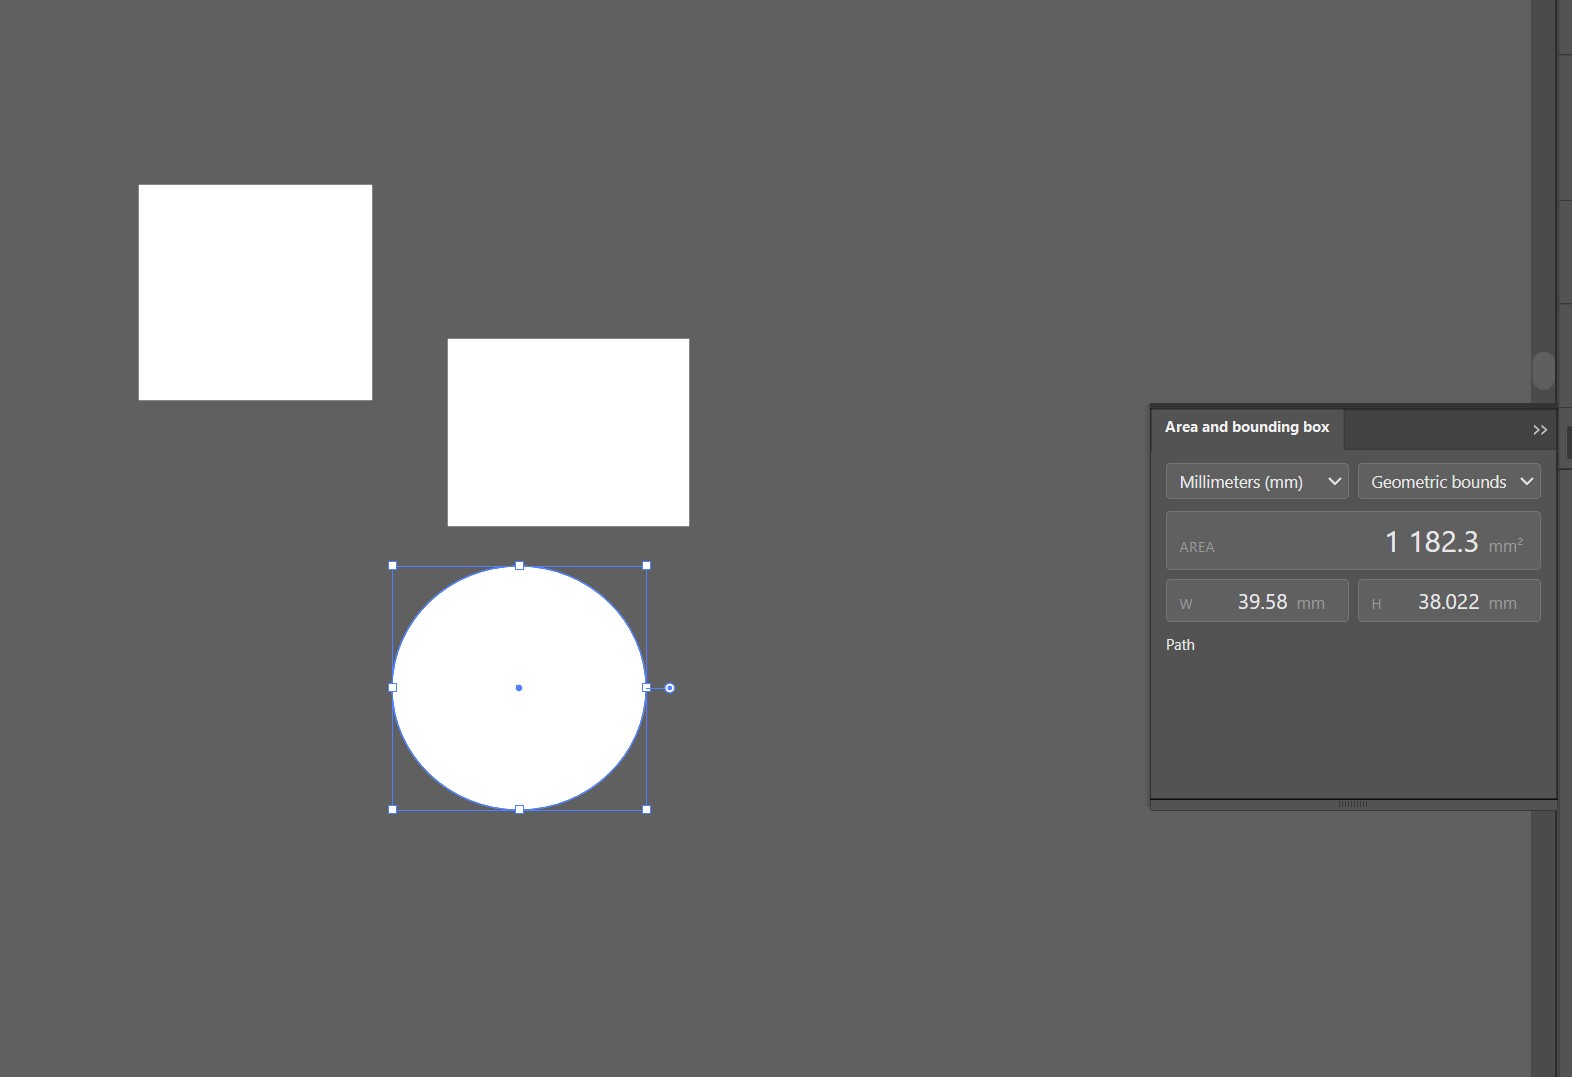 Area and bounding box
Millimeters (mm) Geometric bounds
AREA 1 182.3 mm²
W 39.58 mm H 38.022 mm
Path